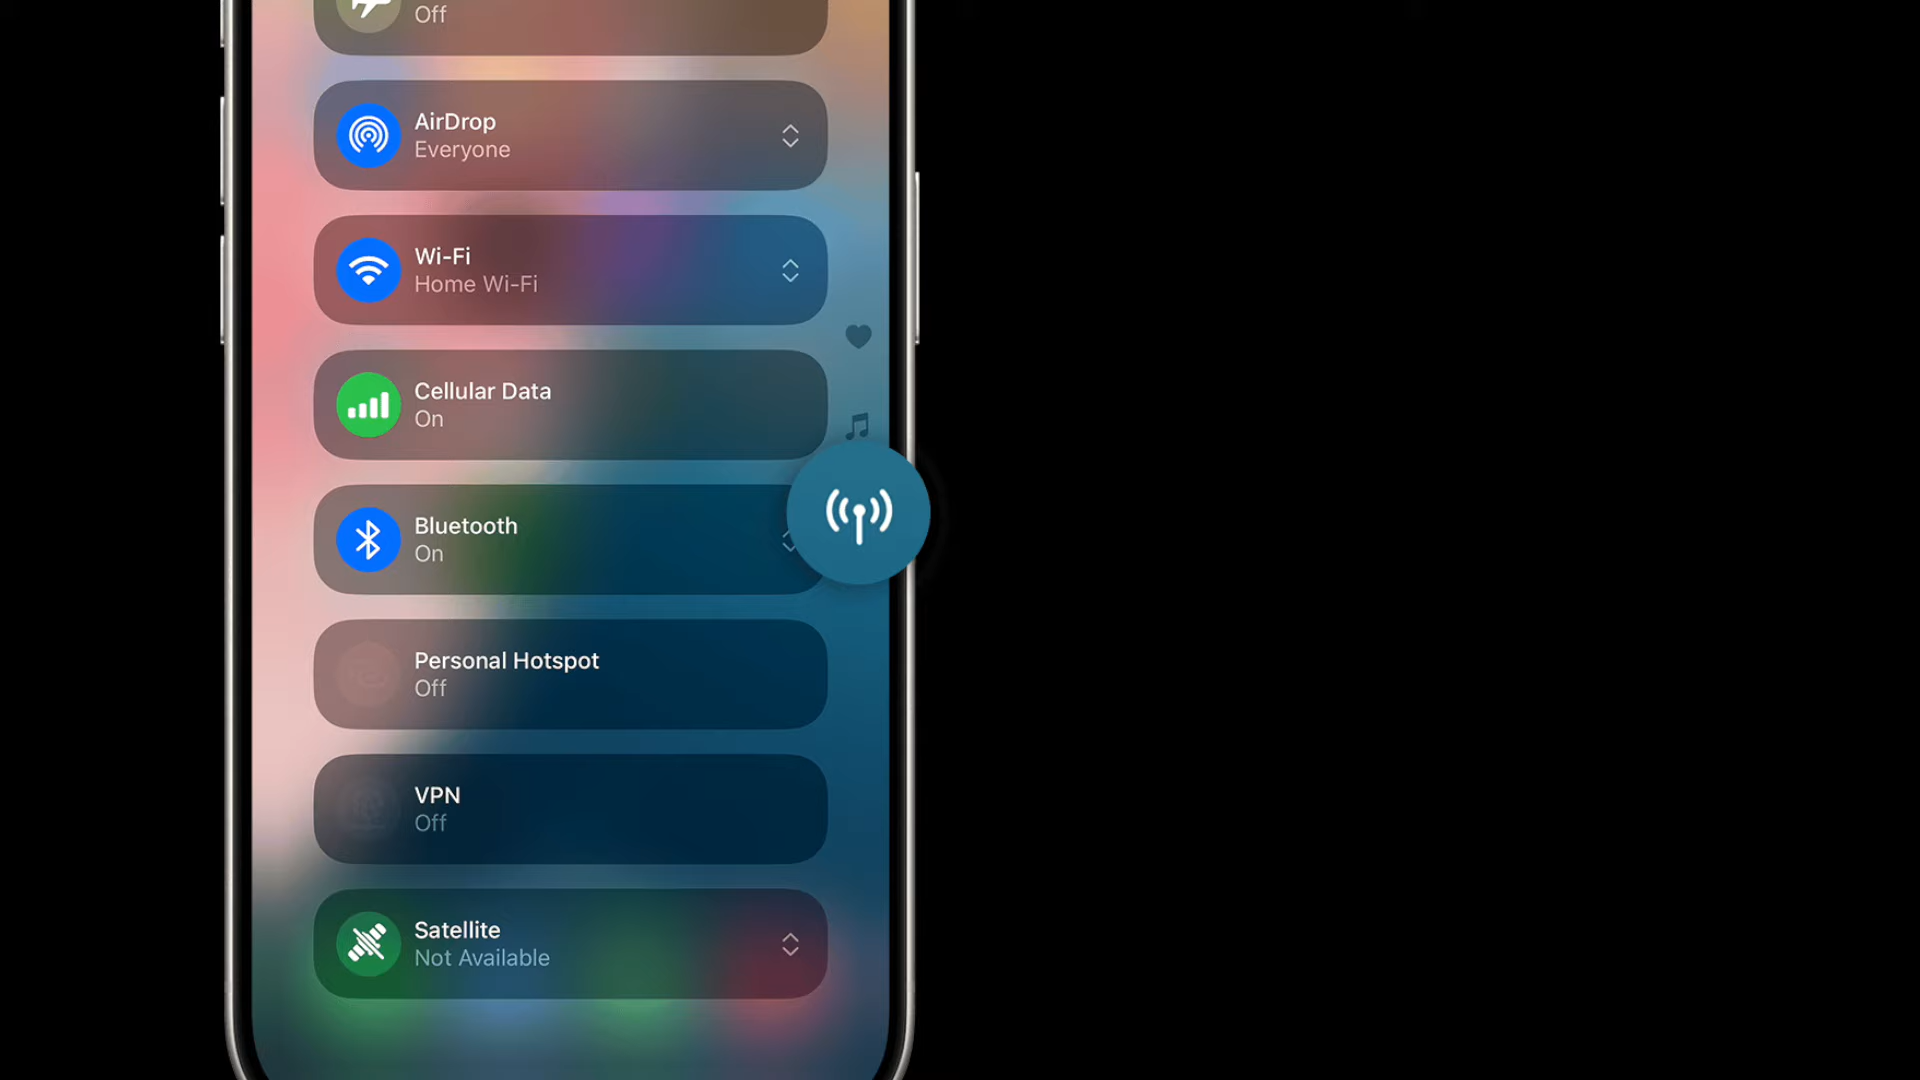 Off
AirDrop
Everyone
Wi-Fi
Home Wi-Fi
Cellular Data
On
Bluetooth
On
Personal Hotspot
Off
VPN
Off
Satellite
Not Available